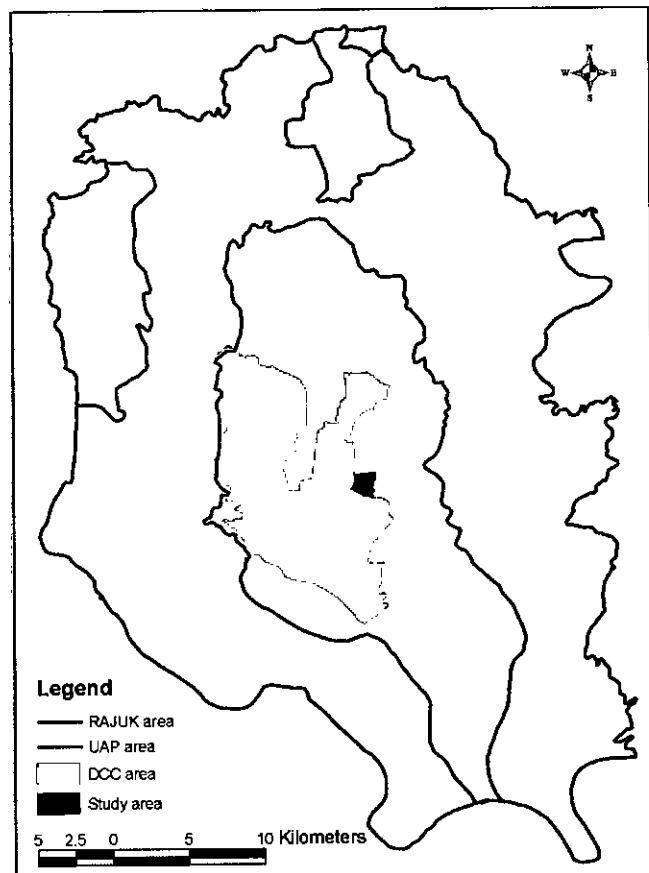 N
W E
S
Legend
RAJUK area
UAP area
DCC area
Study area
5 2.5 0 5 10 Kilometers